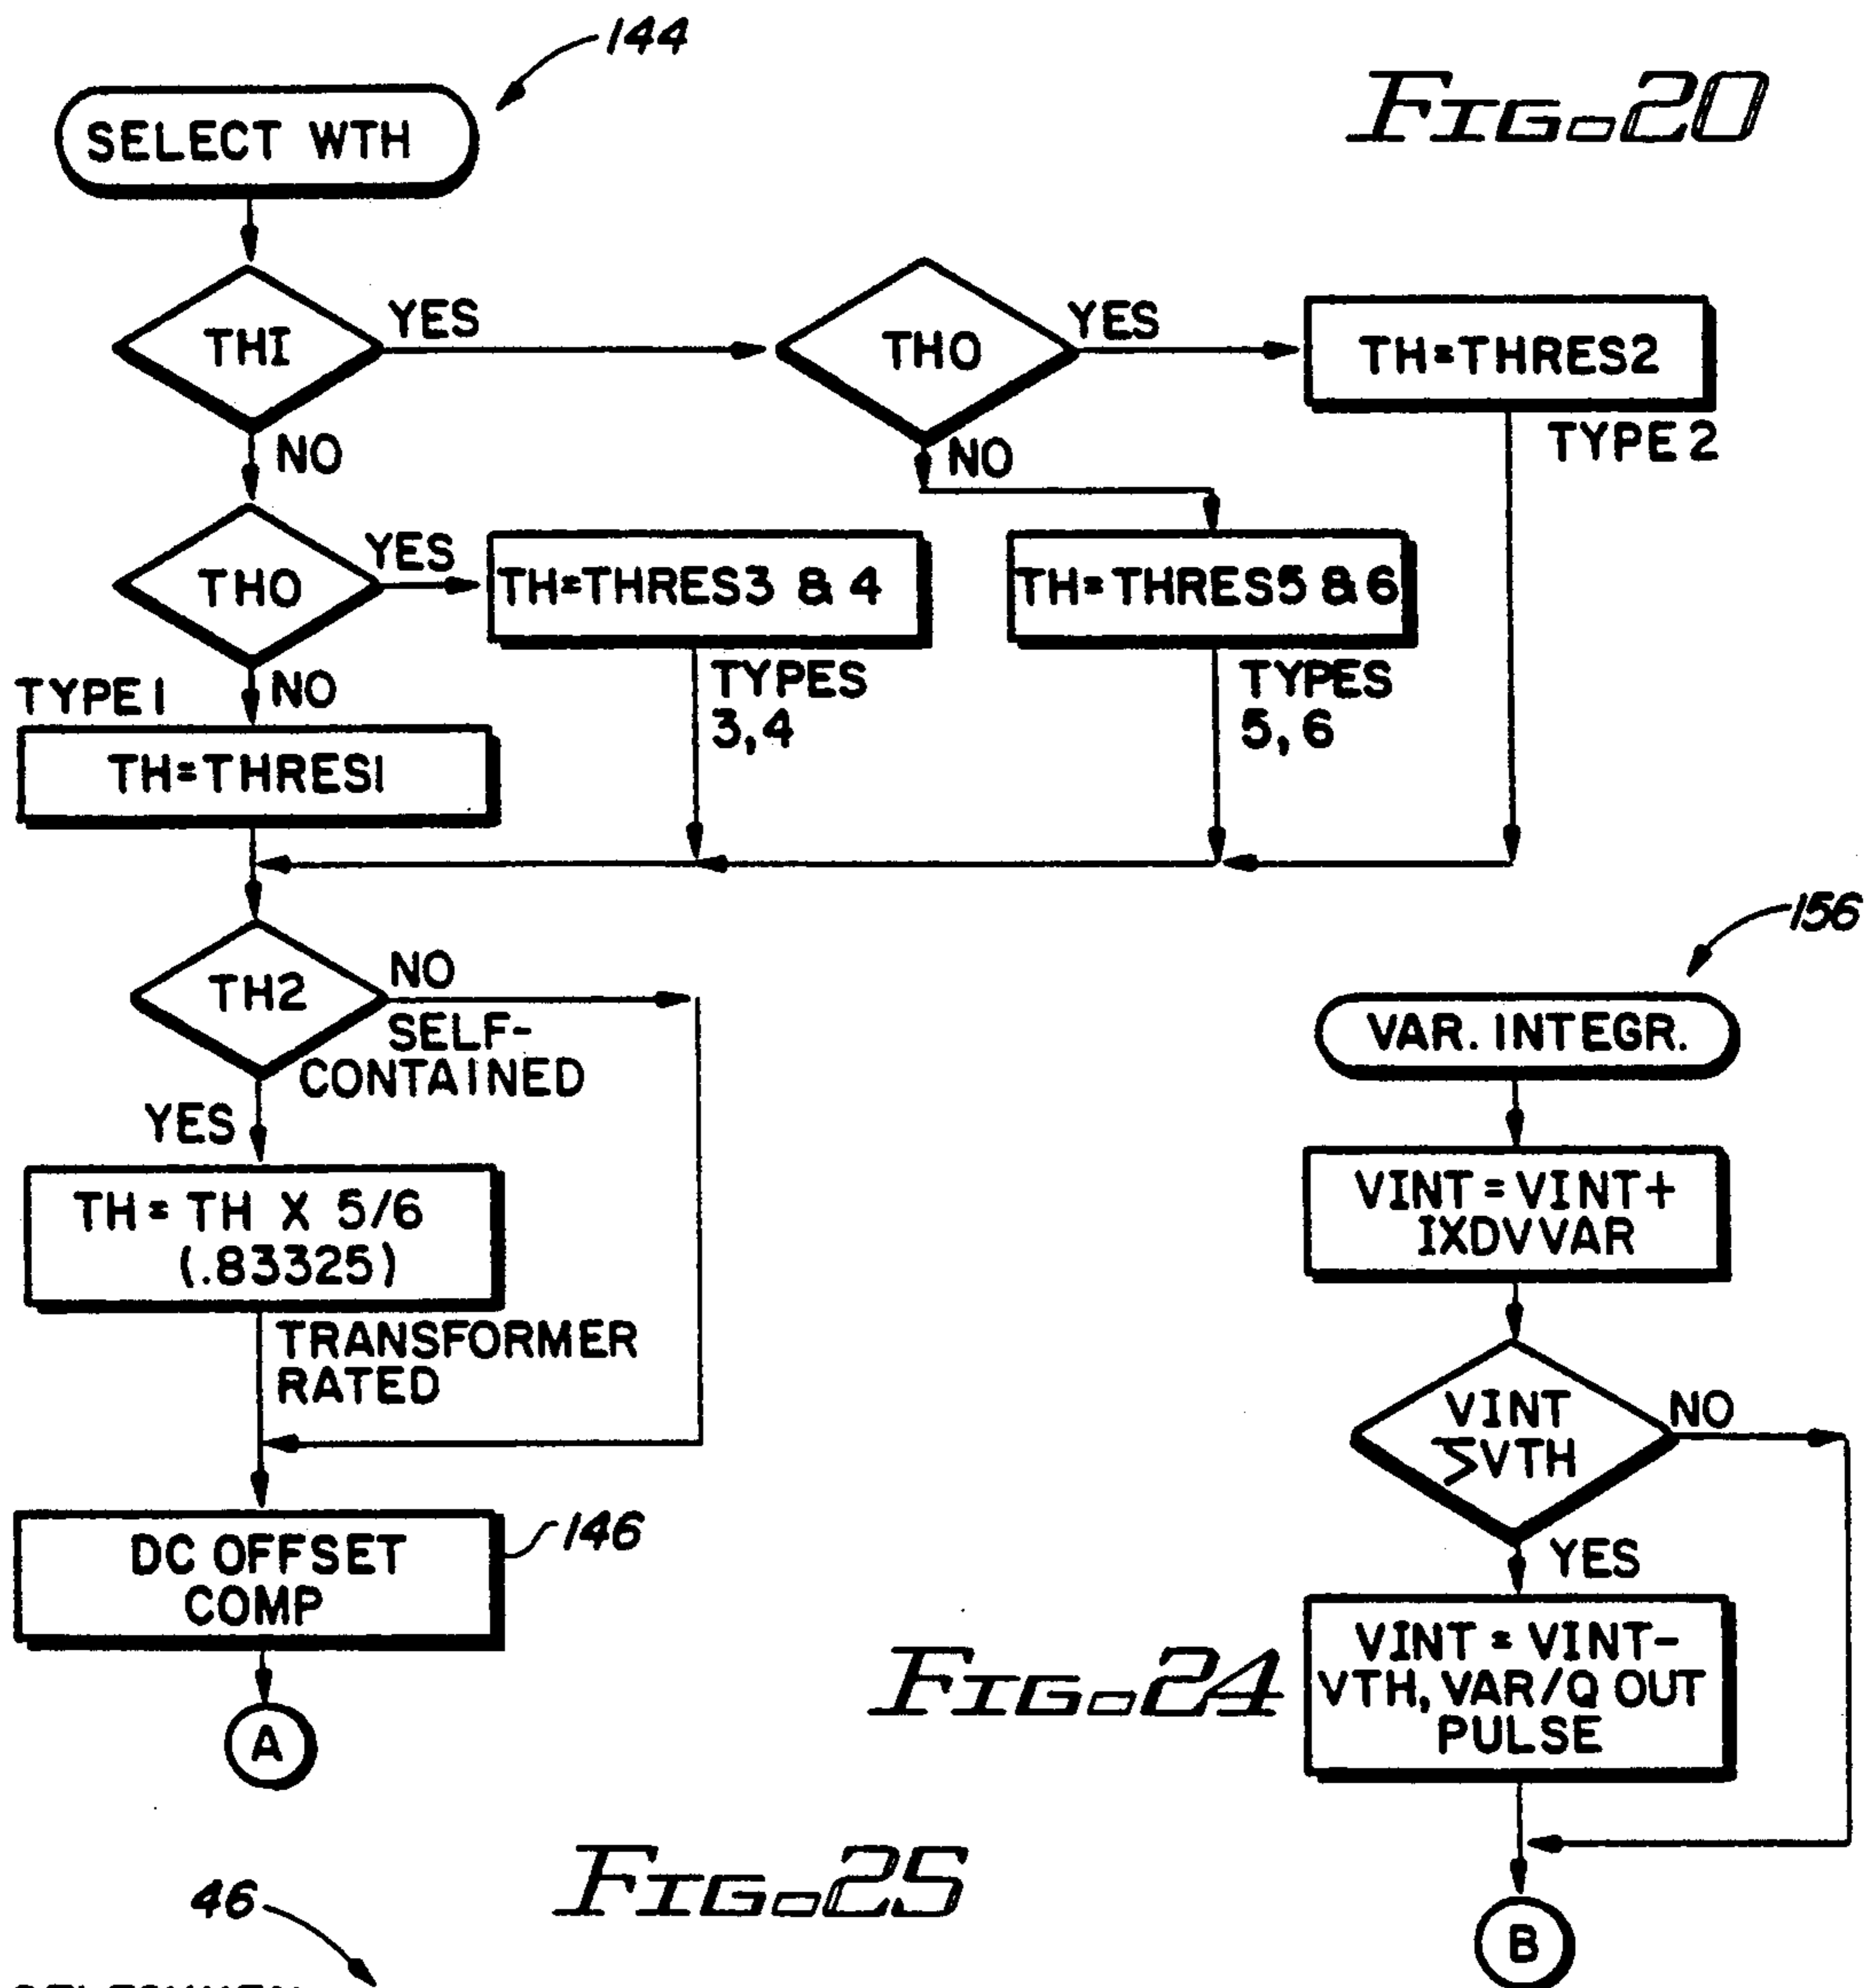 144
FIG. 20
SELECT WTH
THI
YES
THO
YES
TH=THRES2
TYPE 2
NO
NO
THO
YES
TH=THRES3 & 4
TH=THRES5 & 6
TYPES
3,4
TYPES
5, 6
TYPE 1
NO
TH=THRES1
TH2
NO
SELF-
CONTAINED
YES
TH = TH X 5/6
(.83325)
TRANSFORMER
RATED
DC OFFSET
COMP
146
A
156
VAR. INTEGR.
VINT = VINT+
IXDVVAR
VINT
∑VTH
NO
YES
VINT = VINT-
VTH, VAR/Q OUT
PULSE
B
FIG. 24
FIG. 25
46